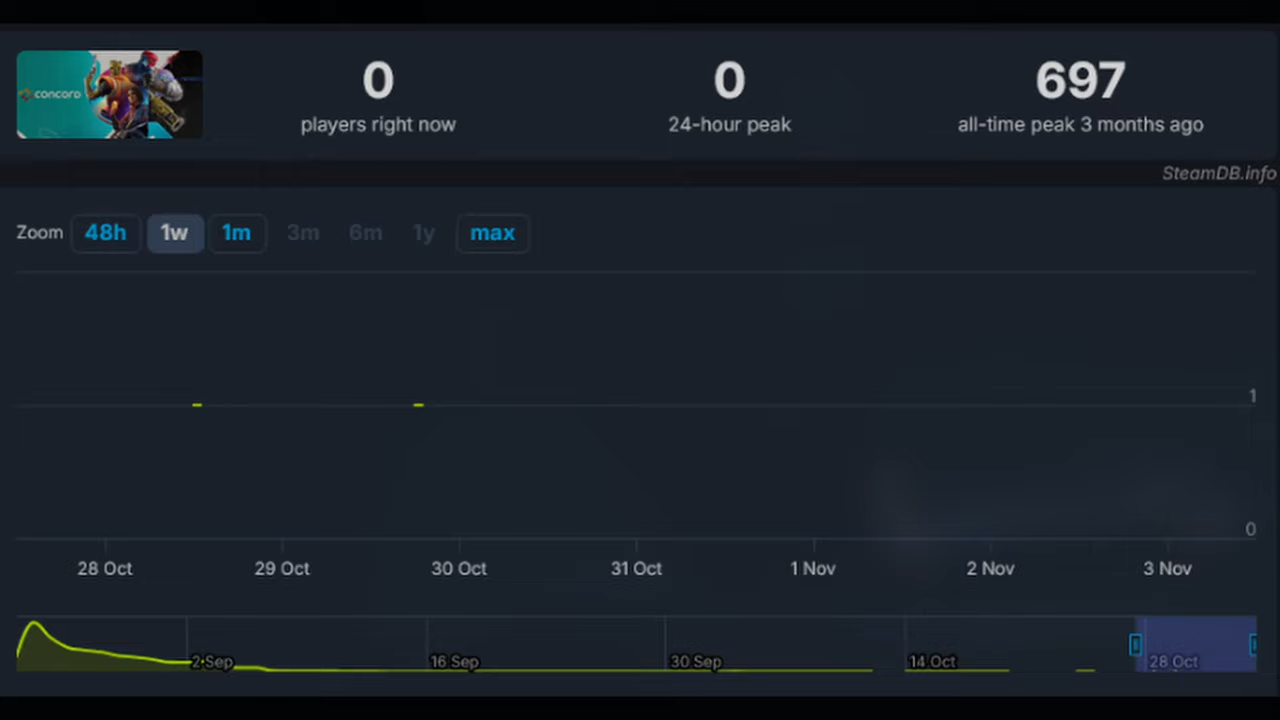 concord
0
players right now
0
24-hour peak
697
all-time peak 3 months ago
SteamDB.info
Zoom 48h 1w 1m 3m 6m 1y max
1
0
28 Oct 29 Oct 30 Oct 31 Oct 1 Nov 2 Nov 3 Nov
2 Sep 16 Sep 30 Sep 14 Oct 28 Oct